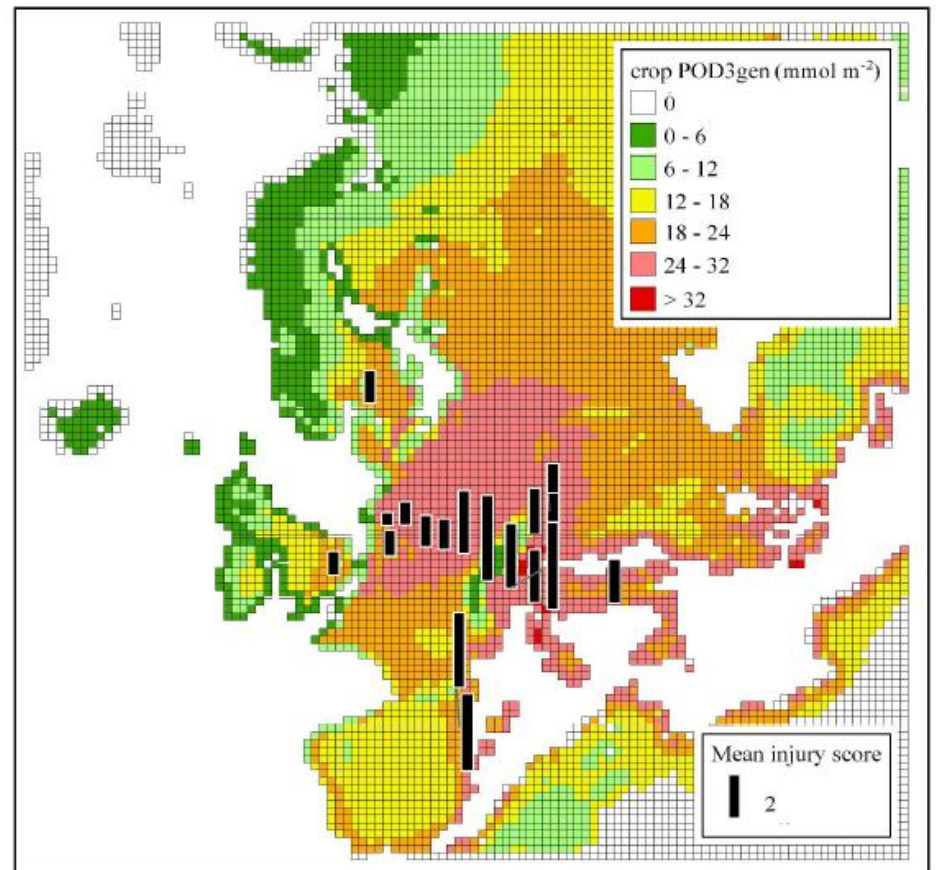 crop POD3gen (mmol m⁻²)
0
0 - 6
6 - 12
12 - 18
18 - 24
24 - 32
> 32
Mean injury score
2